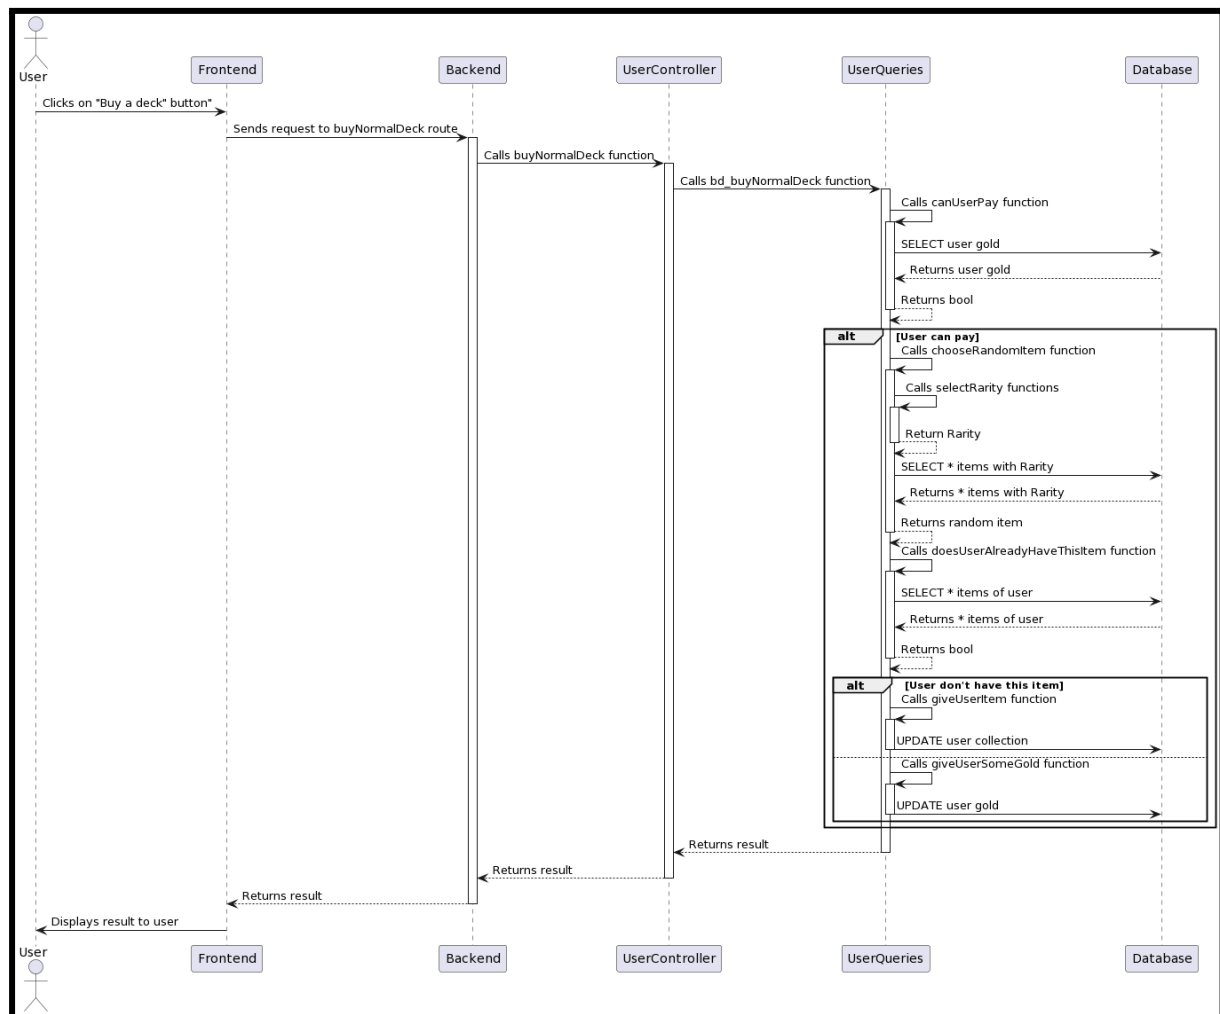 User
Frontend
Backend
UserController
UserQueries
Database
Clicks on "Buy a deck" button"
Sends request to buyNormalDeck route
Calls buyNormalDeck function
Calls bd_buyNormalDeck function
Calls canUserPay function
SELECT user gold
Returns user gold
Returns bool
alt
[User can pay]
Calls chooseRandomItem function
Calls selectRarity functions
Return Rarity
SELECT * items with Rarity
Returns * items with Rarity
Returns random item
Calls doesUserAlreadyHaveThisItem function
SELECT * items of user
Returns * items of user
Returns bool
alt
[User don't have this item]
Calls giveUserItem function
UPDATE user collection
Calls giveUserSomeGold function
UPDATE user gold
Returns result
Returns result
Returns result
Displays result to user
User
Frontend
Backend
UserController
UserQueries
Database